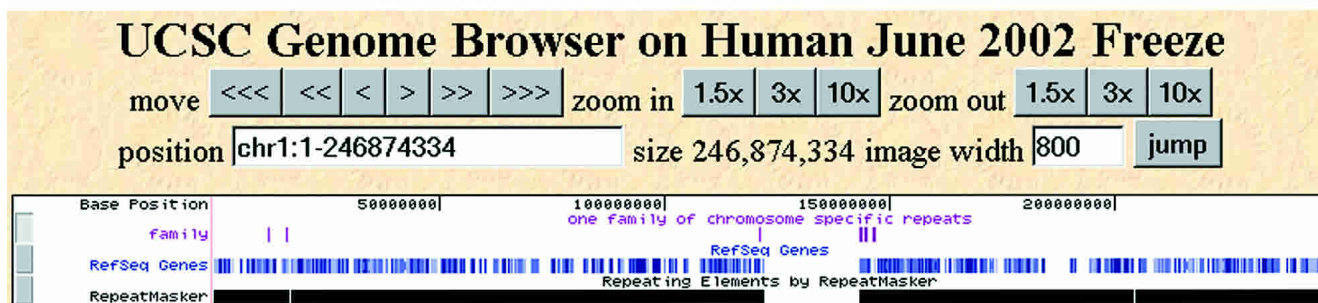 UCSC Genome Browser on Human June 2002 Freeze
move <<< << < > >> >>> zoom in 1.5x 3x 10x zoom out 1.5x 3x 10x
position chr1:1-246874334 size 246,874,334 image width 800 jump
Base Position 50000000| 100000000| 150000000| 200000000|
one family of chromosome specific repeats
family
RefSeq Genes
RefSeq Genes
Repeating Elements by RepeatMasker
RepeatMasker